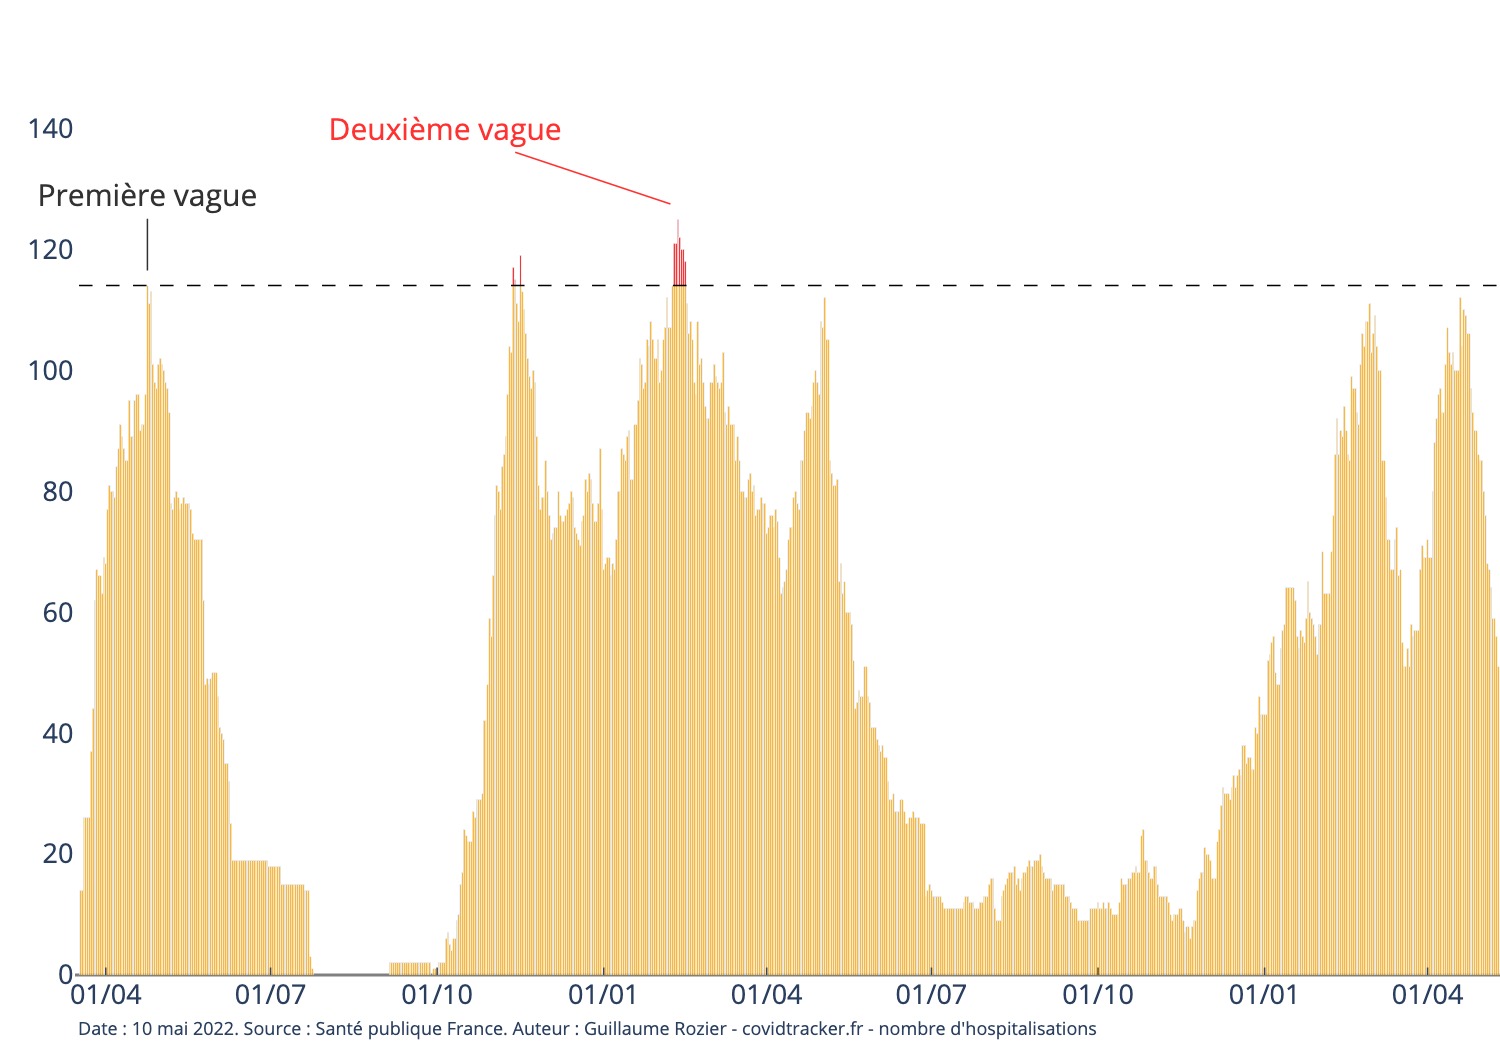 140
Deuxième vague
Première vague
120
100
80
60
40
20
0
01/04 01/07 01/10 01/01 01/04 01/07 01/10 01/01 01/04
Date : 10 mai 2022. Source : Santé publique France. Auteur : Guillaume Rozier - covidtracker.fr - nombre d'hospitalisations